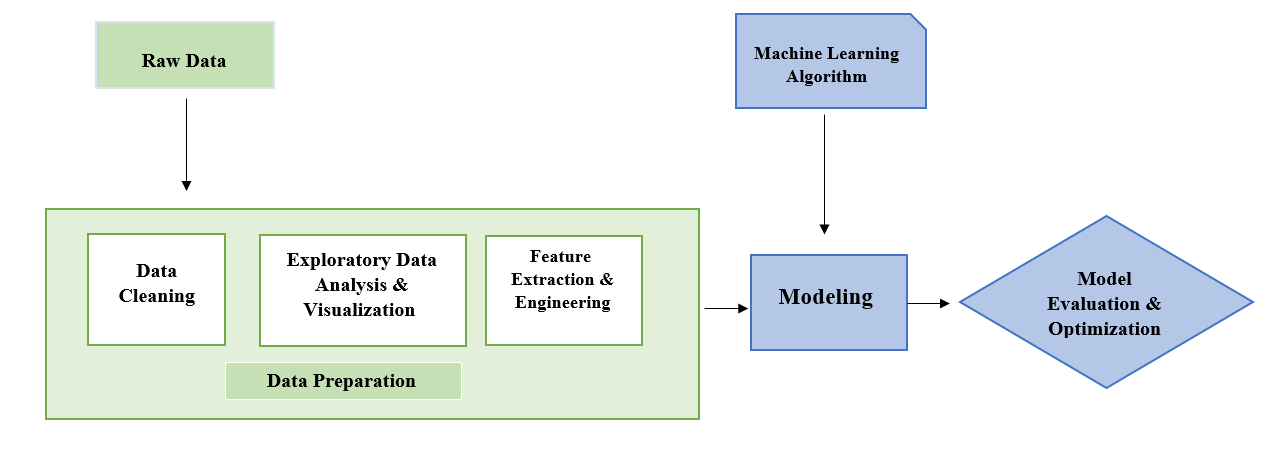 Raw Data
Machine Learning
Algorithm
Data
Cleaning
Exploratory Data
Analysis &
Visualization
Feature
Extraction &
Engineering
Data Preparation
Modeling
Model
Evaluation &
Optimization